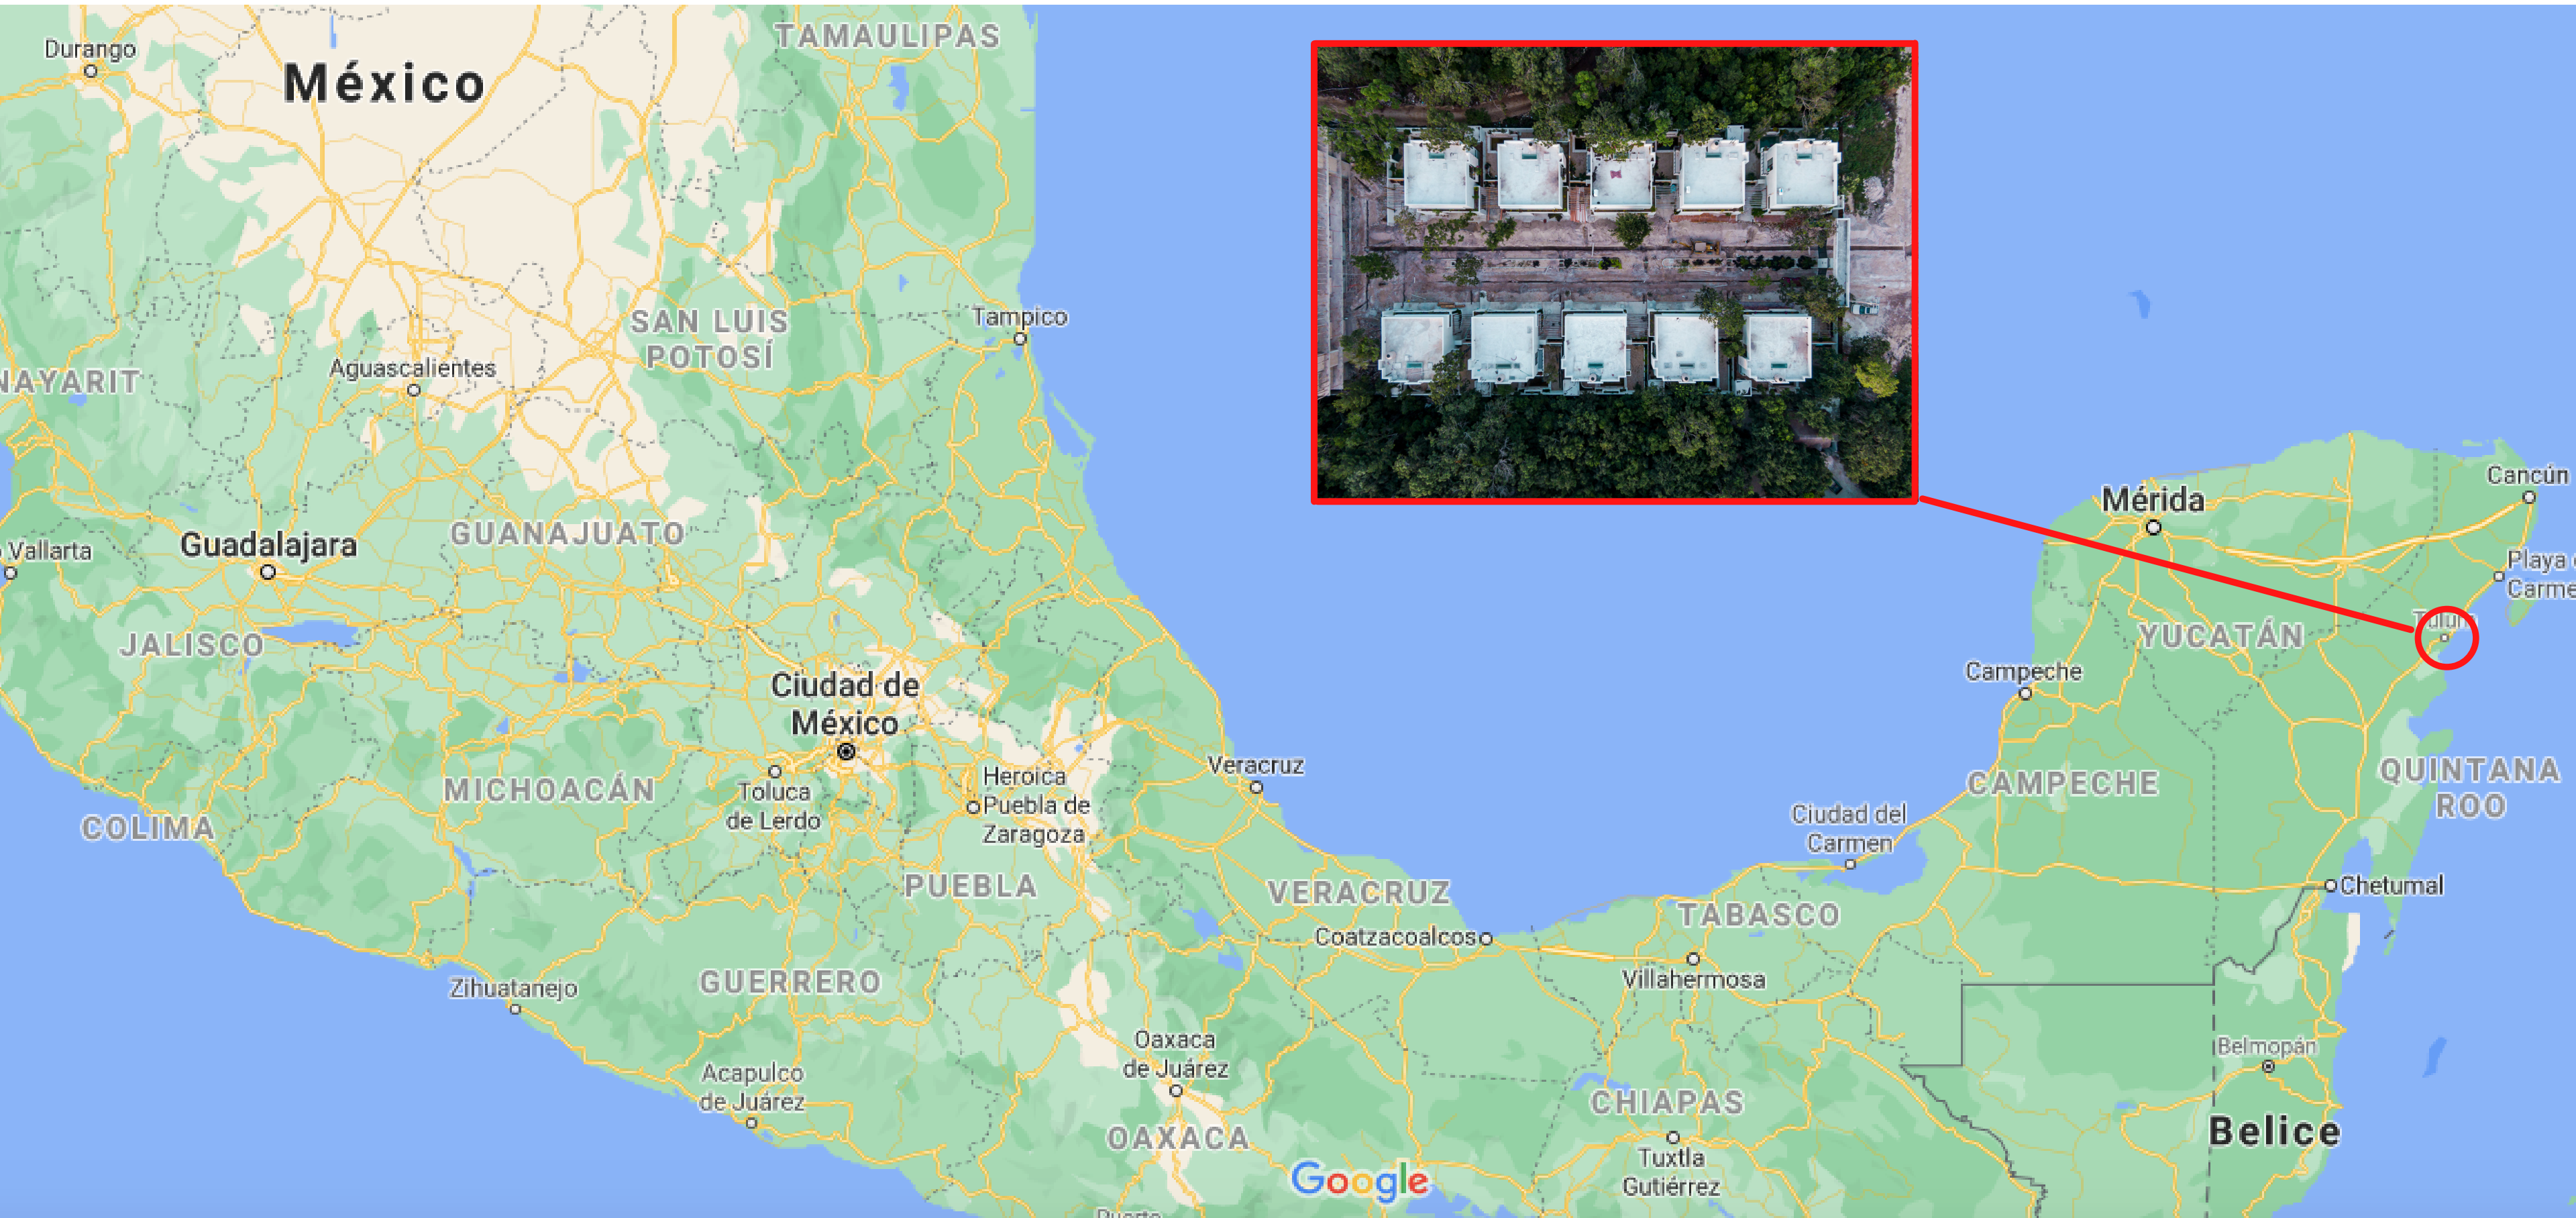 Durango
México
TAMAULIPAS
SAN LUIS
POTOSÍ
Tampico
NAYARIT
Aguascalientes
Vallarta
Guadalajara
GUANAJUATO
JALISCO
Ciudad de
México
MICHOACÁN
Toluca
de Lerdo
Heroica
Puebla de
Zaragoza
Veracruz
COLIMA
PUEBLA
VERACRUZ
Zihuatanejo
GUERRERO
Acapulco
de Juárez
Oaxaca
de Juárez
OAXACA
Coatzacoalcos
TABASCO
Villahermosa
CHIAPAS
Tuxtla
Gutiérrez
Google
Ciudad del
Carmen
CAMPECHE
Campeche
Mérida
YUCATÁN
Cancún
Playa
Carme
Tulum
QUINTANA
ROO
Chetumal
Belmopán
Belice